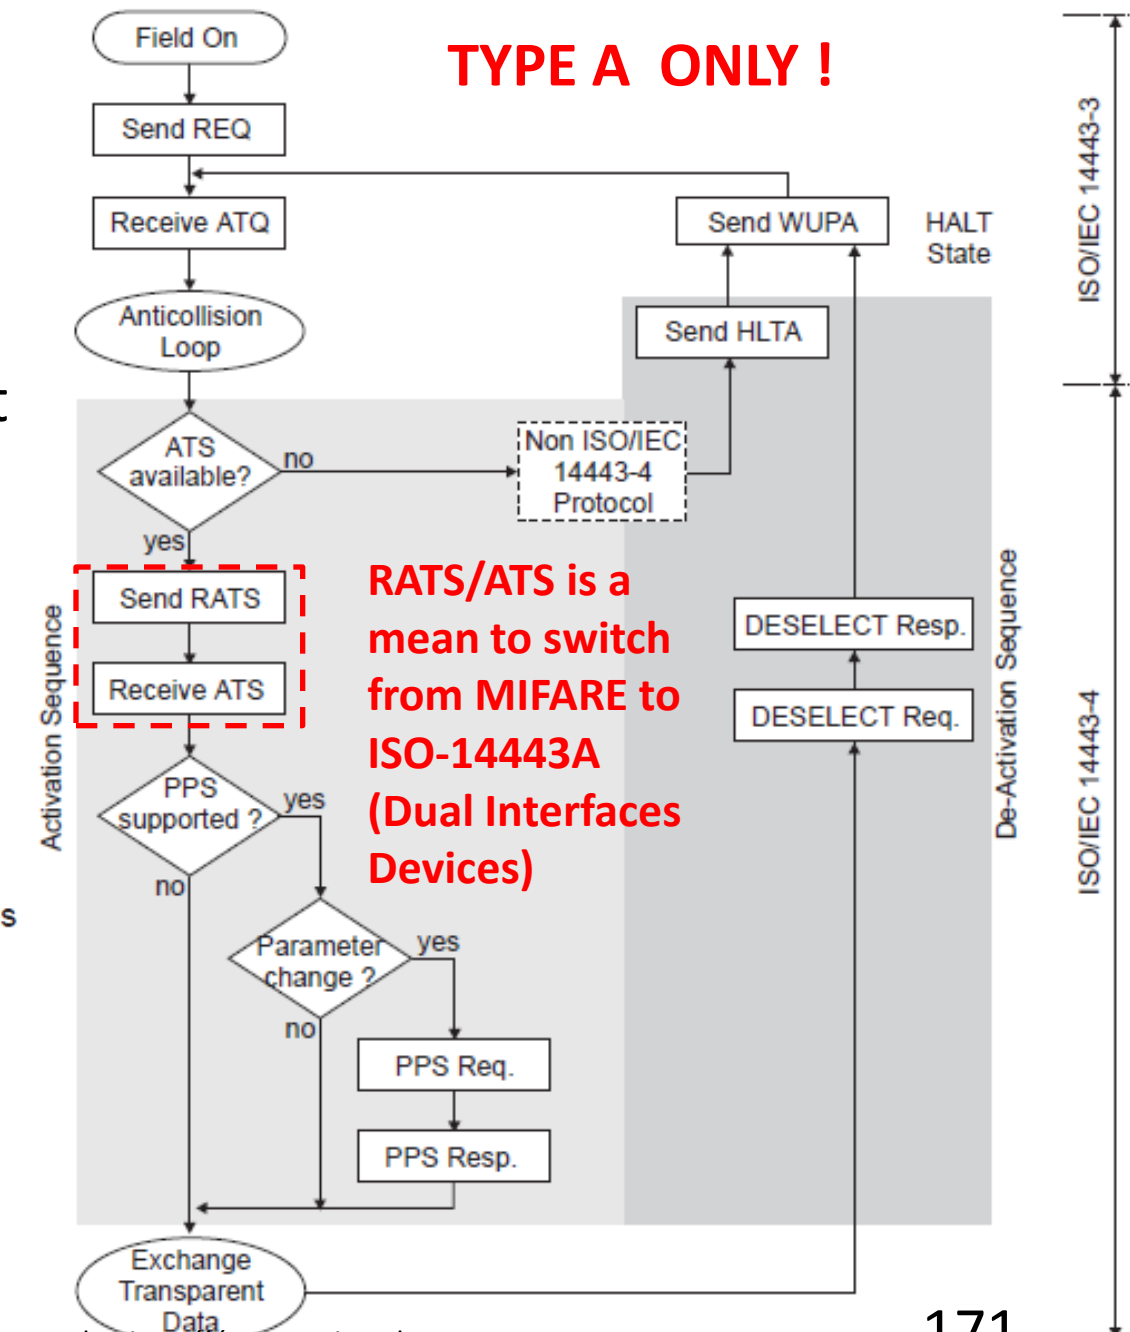 Field On
TYPE A ONLY !
Send REQ
Receive ATQ
Send WUPA
HALT
State
Anticollision
Loop
Send HLTA
ISO/IEC 14443-3
t
ATS
available?
no
Non ISO/IEC
14443-4
Protocol
yes
Send RATS
Receive ATS
RATS/ATS is a
mean to switch
from MIFARE to
ISO-14443A
(Dual Interfaces
Devices)
DESELECT Resp.
DESELECT Req.
Activation Sequence
De-Activation Sequence
ISO/IEC 14443-4
PPS
supported ?
yes
no
s
Parameter
change ?
yes
no
PPS Req.
PPS Resp.
Exchange
Transparent
Data
171